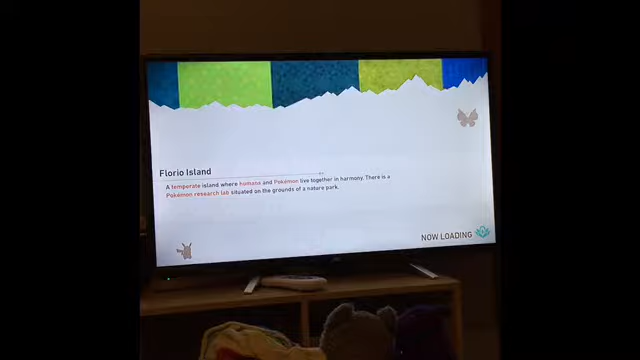 Florio Island
A temperate island where humans and Pokémon live together in harmony. There is a
Pokémon research lab situated on the grounds of a nature park.
NOW LOADING